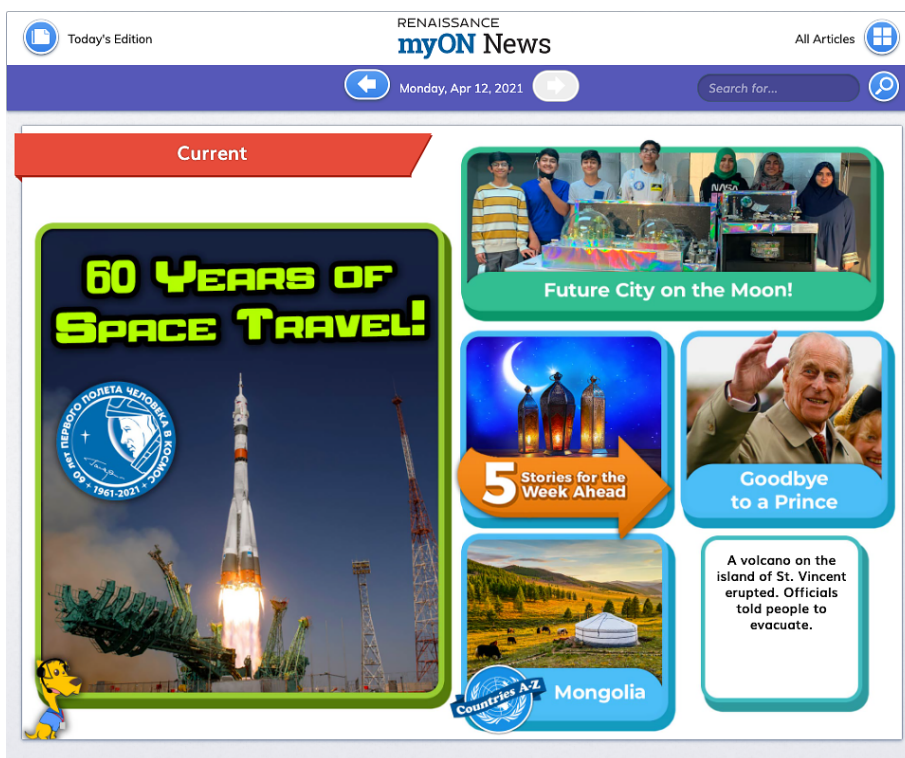 Today's Edition
RENAISSANCE
myON News
All Articles
Monday, Apr 12, 2021
Search for...
Current
60 YEARS OF
SPACE TRAVEL!
60 ЛЕТ ПЕРВОГО ПОЛЕТА ЧЕЛОВЕКА В КОСМОС
1961-2021
NASA
Future City on the Moon!
5 Stories for the
Week Ahead
Goodbye
to a Prince
Countries A-Z
Mongolia
A volcano on the
island of St. Vincent
erupted. Officials
told people to
evacuate.